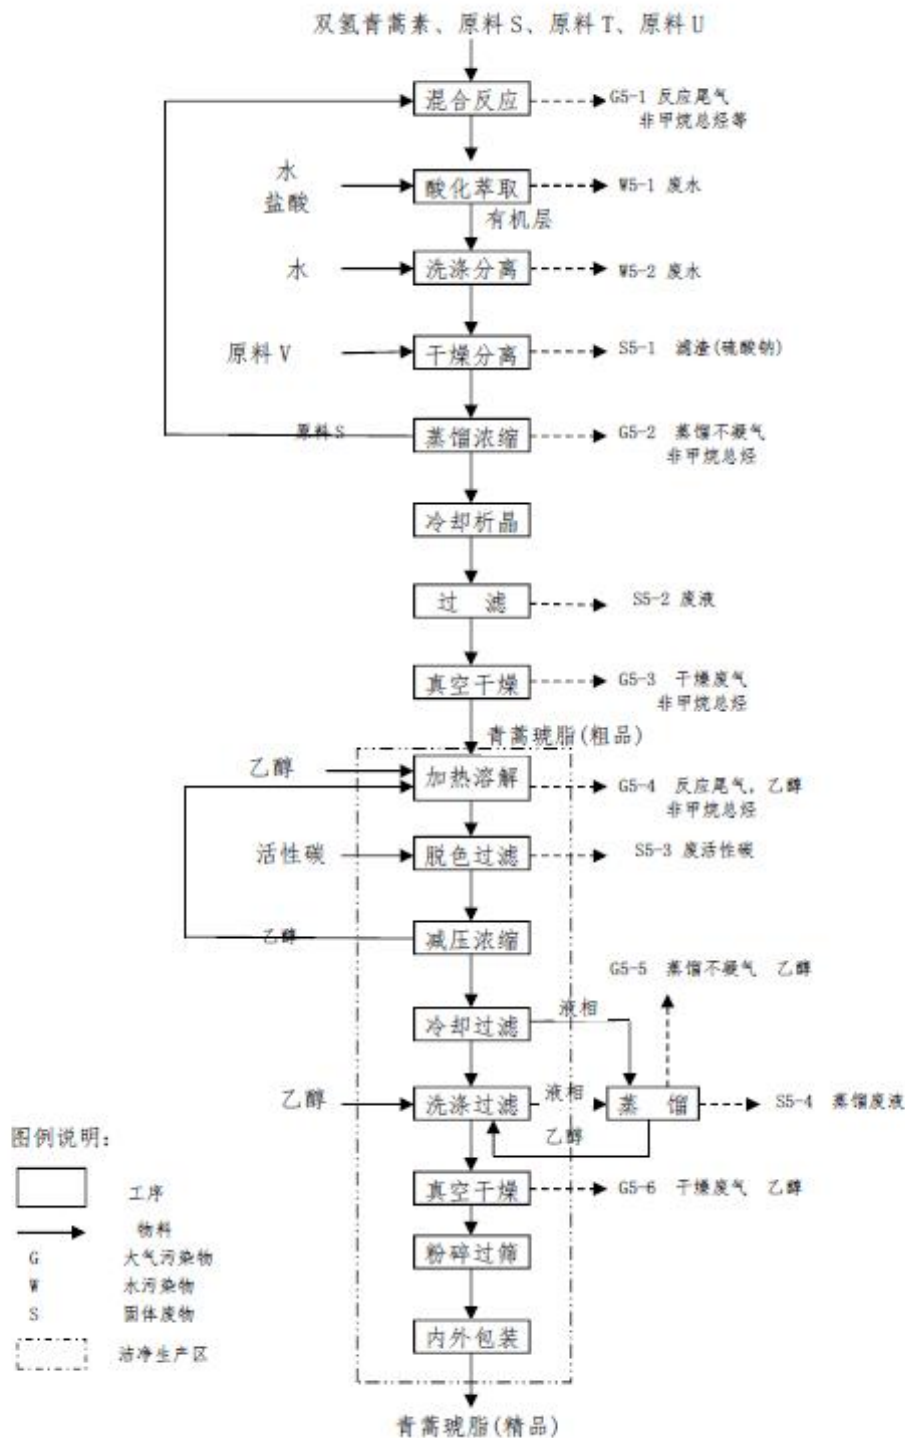 双氢青蒿素、原料S、原料T、原料U
混合反应
G5-1 反应尾气
非甲烷总烃等
水
盐酸
酸化萃取
W5-1 废水
有机层
水
洗涤分离
W5-2 废水
原料V
干燥分离
S5-1 滤渣(硫酸钠)
原料S
蒸馏浓缩
G5-2 蒸馏不凝气
非甲烷总烃
冷却析晶
过 滤
S5-2 废液
真空干燥
G5-3 干燥废气
非甲烷总烃
青蒿琥脂(粗品)
乙醇
加热溶解
G5-4 反应尾气，乙醇
非甲烷总烃
活性碳
脱色过滤
S5-3 废活性碳
乙醇
减压浓缩
G5-5 蒸馏不凝气 乙醇
冷却过滤
液相
乙醇
洗涤过滤
液相
蒸 馏
S5-4 蒸馏废液
乙醇
真空干燥
G5-6 干燥废气 乙醇
粉碎过筛
内外包装
青蒿琥脂(精品)
图例说明:
工序
物料
G 大气污染物
W 水污染物
S 固体废物
洁净生产区